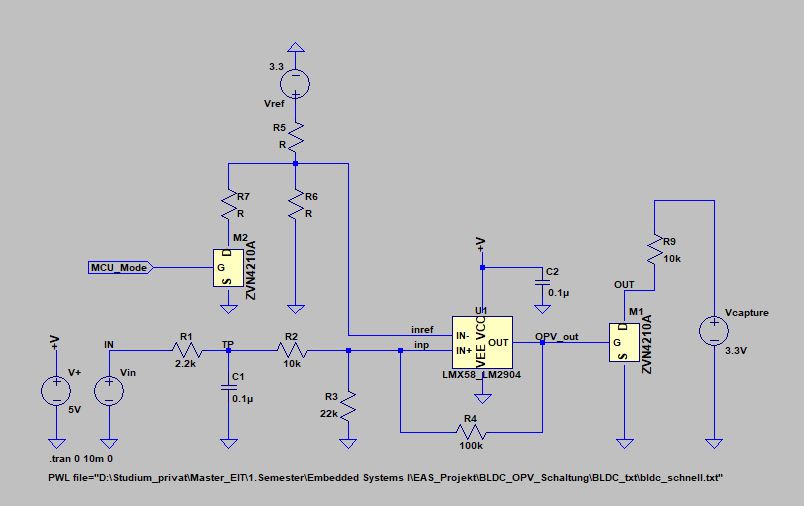 3.3
Vref
R5
R
R7
R
R6
R
M2
MCU_Mode
G
D
S
ZVN4210A
+V
C2
0.1µ
R9
10k
OUT
M1
Vcapture
3.3V
U1
inref
IN-
VCC
OPV_out
G
D
S
ZVN4210A
inp
IN+
OUT
VEE
LMX58_LM2904
+V
IN
R1
2.2k
TP
R2
10k
V+
5V
Vin
C1
0.1µ
R3
22k
R4
100k
.tran 0 10m 0
PWL file="D:\Studium_privat\Master_EIT\1.Semester\Embedded Systems I\EAS_Projekt\BLDC_OPV_Schaltung\BLDC_txt\bldc_schnell.txt"